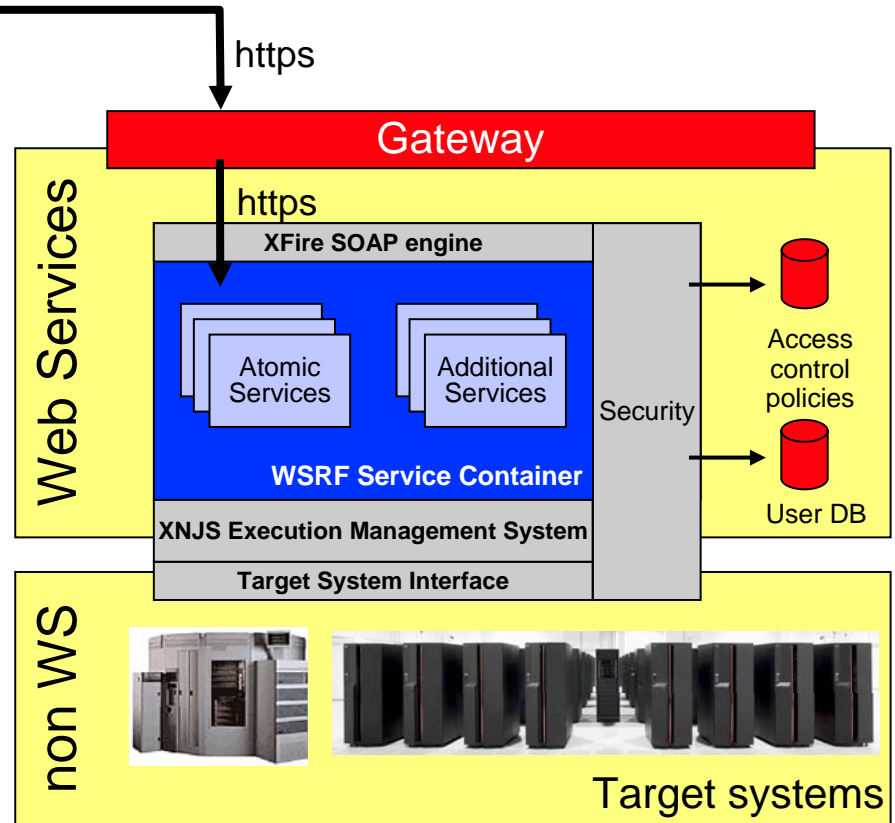 https
Gateway
Web Services
https
XFire SOAP engine
Atomic
Services
Additional
Services
WSRF Service Container
Security
Access
control
policies
User DB
XNJS Execution Management System
Target System Interface
non WS
Target systems